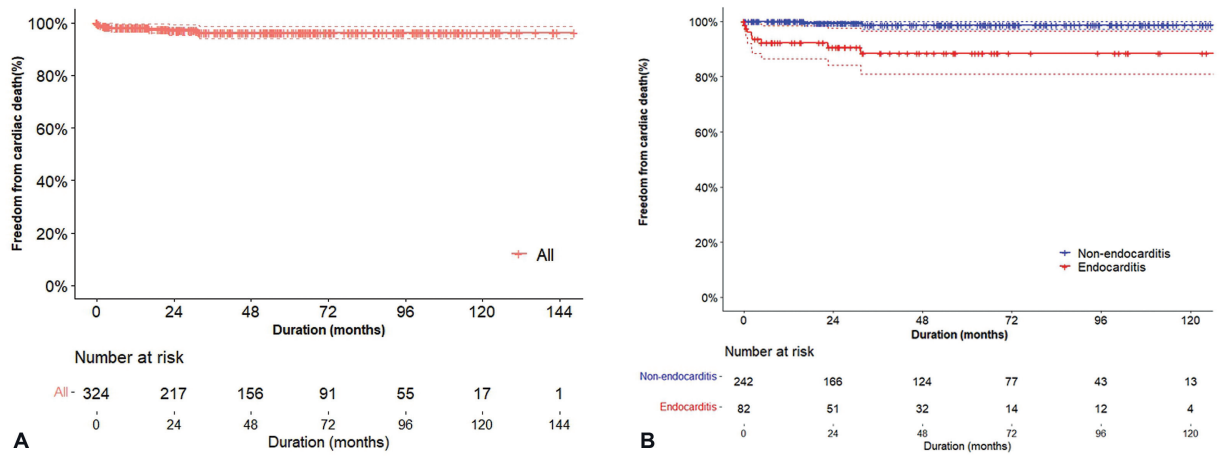 Freedom from cardiac death(%)
100%
80%
60%
40%
20%
0%
All
0 24 48 72 96 120 144
Duration (months)
Number at risk
All 324 217 156 91 55 17 1
0 24 48 72 96 120 144
Duration (months)
A
Freedom from cardiac death(%)
100%
80%
60%
40%
20%
0%
Non-endocarditis
Endocarditis
0 24 48 72 96 120
Duration (months)
Number at risk
Non-endocarditis 242 166 124 77 43 13
Endocarditis 82 51 32 14 12 4
0 24 48 72 96 120
Duration (months)
B